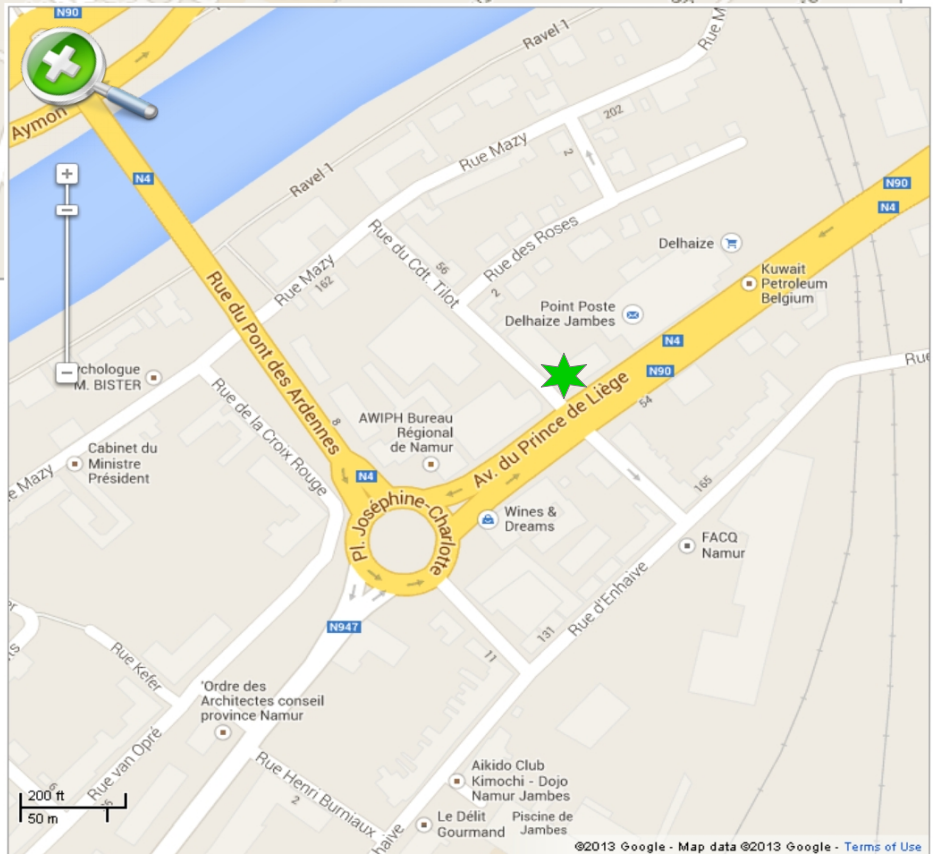 N90
Ravel 1
Rue M
Aymon
202
Rue Mazy
2
N4
Ravel 1
N90
N4
Rue des Roses
Delhaize
Rue du Cdt. Tilot
56
Kuwait
Petroleum
Belgium
Rue Mazy
162
2
Point Poste
Delhaize Jambes
Rue du Pont des Ardennes
N4
Rue
ychologue
M. BISTER
N90
Av. du Prince de Liège
54
Rue de la Croix Rouge
8
AWIPH Bureau
Régional
de Namur
Cabinet du
Ministre
Président
e Mazy
N4
165
Pl. Joséphine-Charlotte
Wines &
Dreams
FACQ
Namur
Rue d'Enhaive
131
N947
11
Rue Kefer
'Ordre des
Architectes conseil
province Namur
Rue van Opré
Rue Henri Burniaux
2
Aikido Club
Kimochi - Dojo
Namur Jambes
200 ft
50 m
Le Délit
Gourmand
Piscine de
Jambes
haive
©2013 Google - Map data ©2013 Google - Terms of Use